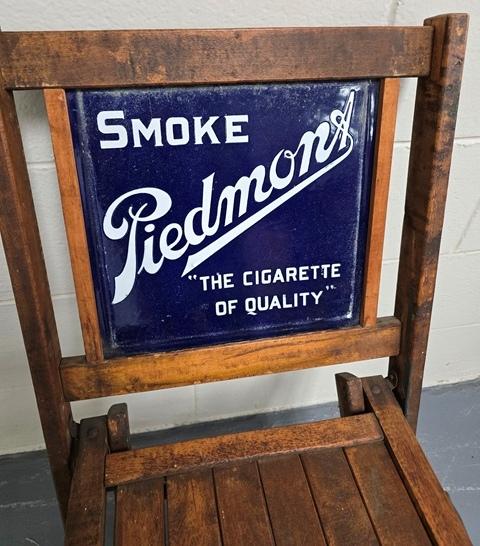 SMOKE
Piedmont
"THE CIGARETTE
OF QUALITY"